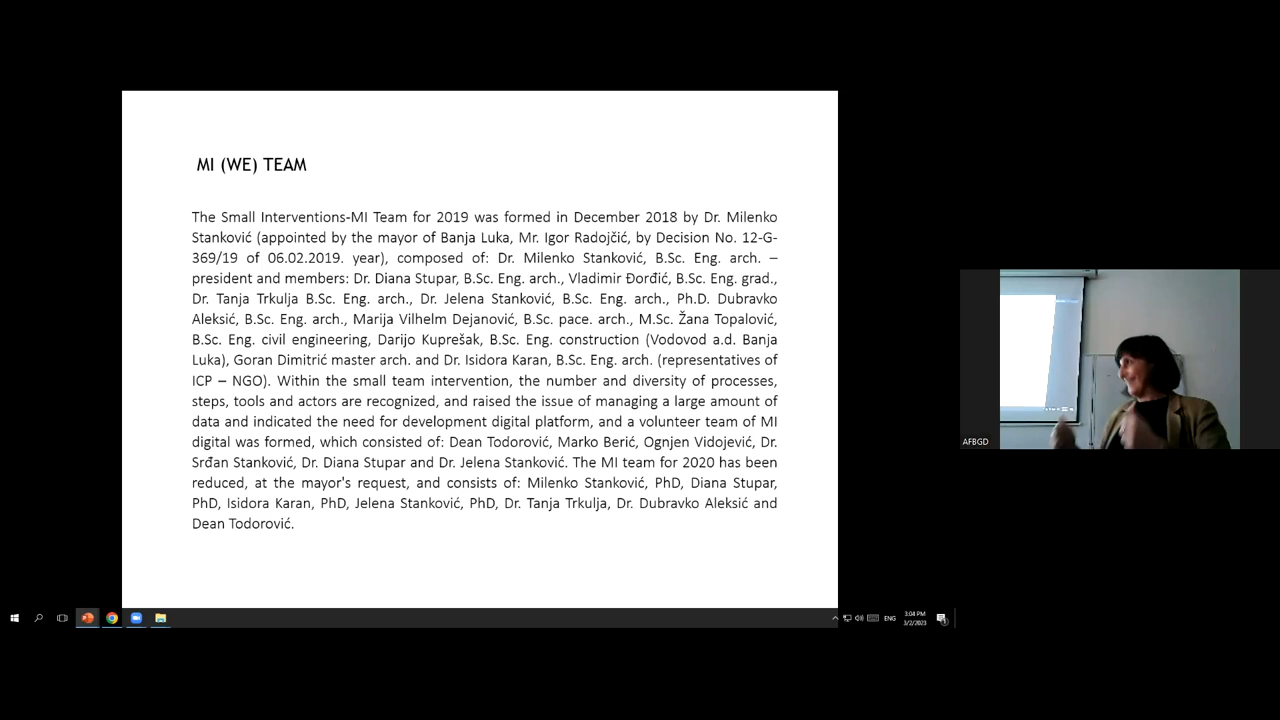 MI (WE) TEAM
The Small Interventions-MI Team for 2019 was formed in December 2018 by Dr. Milenko
Stanković (appointed by the mayor of Banja Luka, Mr. Igor Radojčić, by Decision No. 12-G-
369/19 of 06.02.2019. year), composed of: Dr. Milenko Stanković, B.Sc. Eng. arch. –
president and members: Dr. Diana Stupar, B.Sc. Eng. arch., Vladimir Đorđić, B.Sc. Eng. grad.,
Dr. Tanja Trkulja B.Sc. Eng. arch., Dr. Jelena Stanković, B.Sc. Eng. arch., Ph.D. Dubravko
Aleksić, B.Sc. Eng. arch., Marija Vilhelm Dejanović, B.Sc. pace. arch., M.Sc. Žana Topalović,
B.Sc. Eng. civil engineering, Darijo Kuprešak, B.Sc. Eng. construction (Vodovod a.d. Banja
Luka), Goran Dimitrić master arch. and Dr. Isidora Karan, B.Sc. Eng. arch. (representatives of
ICP – NGO). Within the small team intervention, the number and diversity of processes,
steps, tools and actors are recognized, and raised the issue of managing a large amount of
data and indicated the need for development digital platform, and a volunteer team of MI
digital was formed, which consisted of: Dean Todorović, Marko Berić, Ognjen Vidojević, Dr.
Srđan Stanković, Dr. Diana Stupar and Dr. Jelena Stanković. The MI team for 2020 has been
reduced, at the mayor's request, and consists of: Milenko Stanković, PhD, Diana Stupar,
PhD, Isidora Karan, PhD, Jelena Stanković, PhD, Dr. Tanja Trkulja, Dr. Dubravko Aleksić and
Dean Todorović.
AFBGD
ENG
3:04 PM
3/2/2023